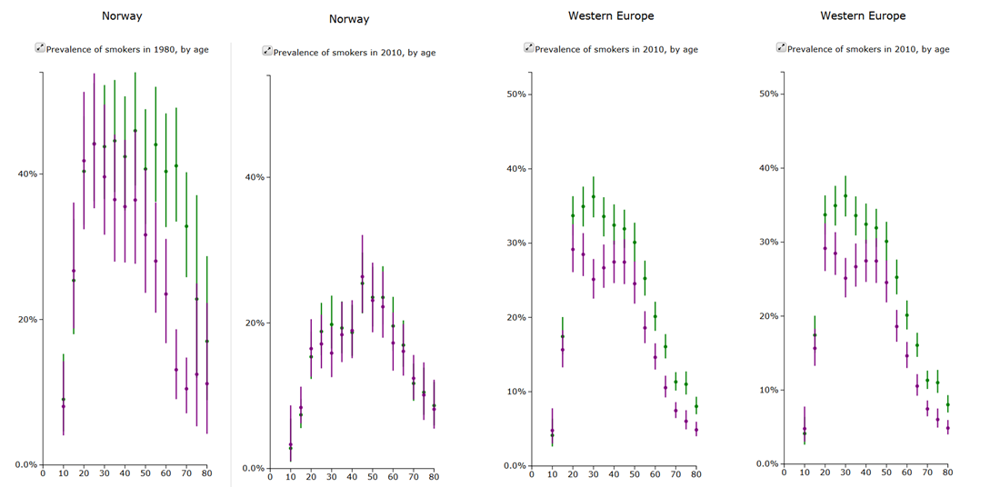 Norway
Prevalence of smokers in 1980, by age
40%
20%
0.0%
0 10 20 30 40 50 60 70 80
Norway
Prevalence of smokers in 2010, by age
40%
20%
0.0%
0 10 20 30 40 50 60 70 80
Western Europe
Prevalence of smokers in 2010, by age
50%
40%
30%
20%
10%
0.0%
0 10 20 30 40 50 60 70 80
Western Europe
Prevalence of smokers in 2010, by age
50%
40%
30%
20%
10%
0.0%
0 10 20 30 40 50 60 70 80